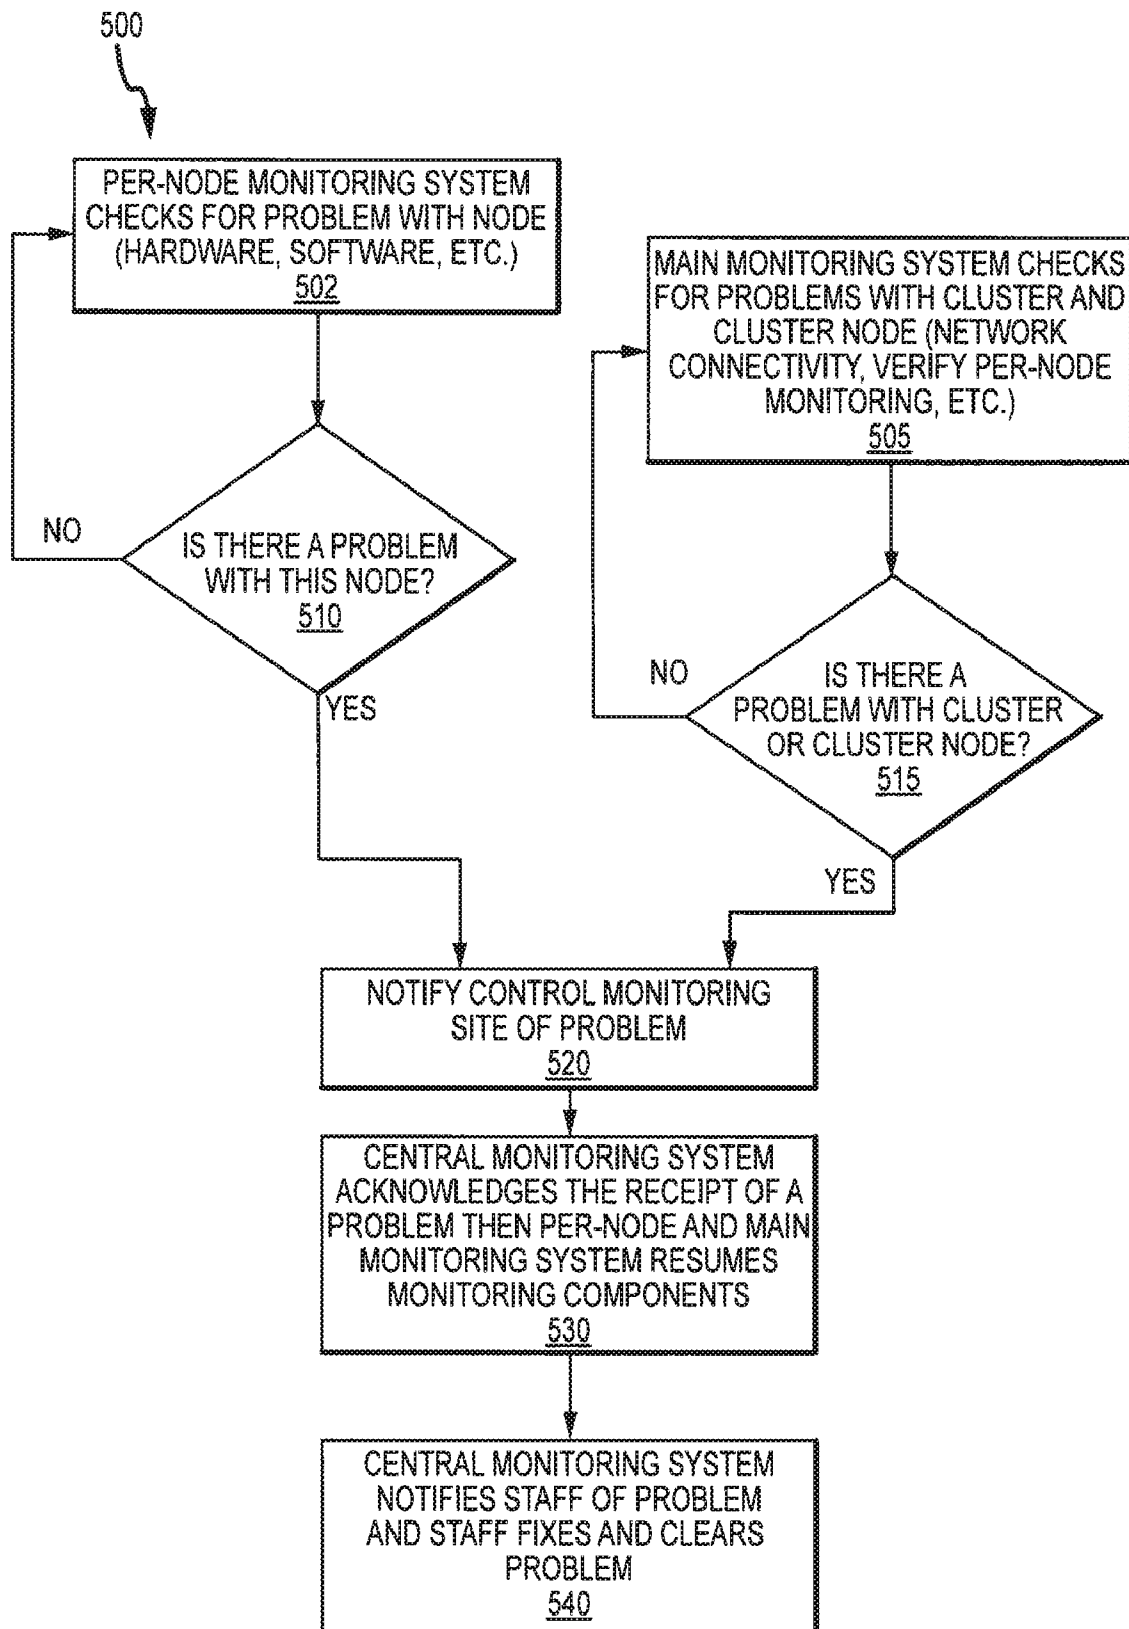 500
PER-NODE MONITORING SYSTEM
CHECKS FOR PROBLEM WITH NODE
(HARDWARE, SOFTWARE, ETC.)
502
MAIN MONITORING SYSTEM CHECKS
FOR PROBLEMS WITH CLUSTER AND
CLUSTER NODE (NETWORK
CONNECTIVITY, VERIFY PER-NODE
MONITORING, ETC.)
505
NO
IS THERE A PROBLEM
WITH THIS NODE?
510
YES
NO
IS THERE A
PROBLEM WITH CLUSTER
OR CLUSTER NODE?
515
YES
NOTIFY CONTROL MONITORING
SITE OF PROBLEM
520
CENTRAL MONITORING SYSTEM
ACKNOWLEDGES THE RECEIPT OF A
PROBLEM THEN PER-NODE AND MAIN
MONITORING SYSTEM RESUMES
MONITORING COMPONENTS
530
CENTRAL MONITORING SYSTEM
NOTIFIES STAFF OF PROBLEM
AND STAFF FIXES AND CLEARS
PROBLEM
540